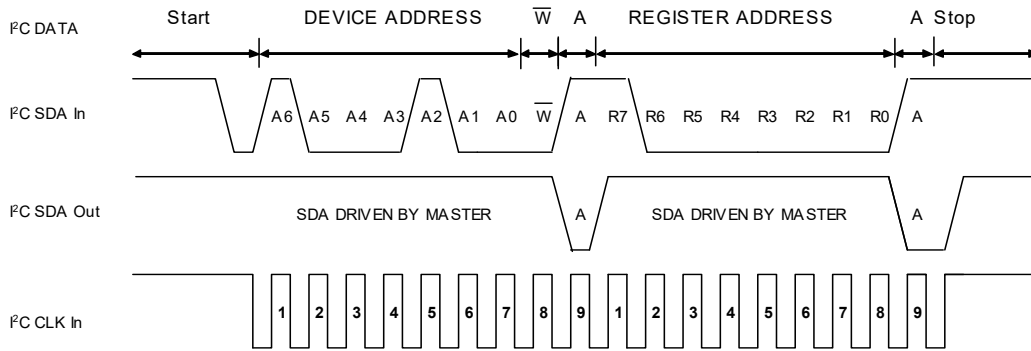 I²C DATA Start DEVICE ADDRESS W̅ A REGISTER ADDRESS A Stop
I²C SDA In A6 A5 A4 A3 A2 A1 A0 W̅ A R7 R6 R5 R4 R3 R2 R1 R0 A
I²C SDA Out SDA DRIVEN BY MASTER A SDA DRIVEN BY MASTER A
I²C CLK In 1 2 3 4 5 6 7 8 9 1 2 3 4 5 6 7 8 9